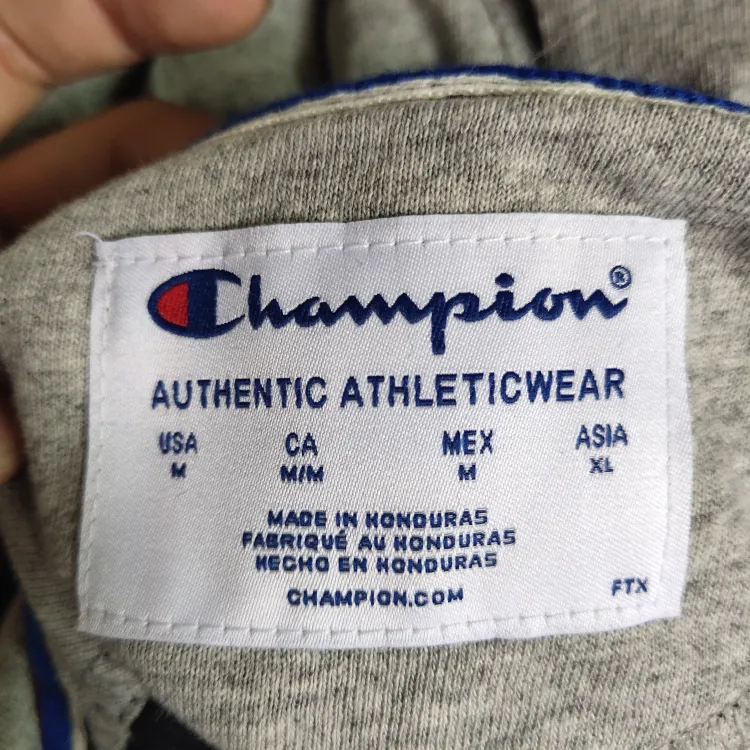 Champion®
AUTHENTIC ATHLETICWEAR
USA CA MEX ASIA
M M/M M XL
MADE IN HONDURAS
FABRIQUÉ AU HONDURAS
HECHO EN HONDURAS
CHAMPION.COM
FTX